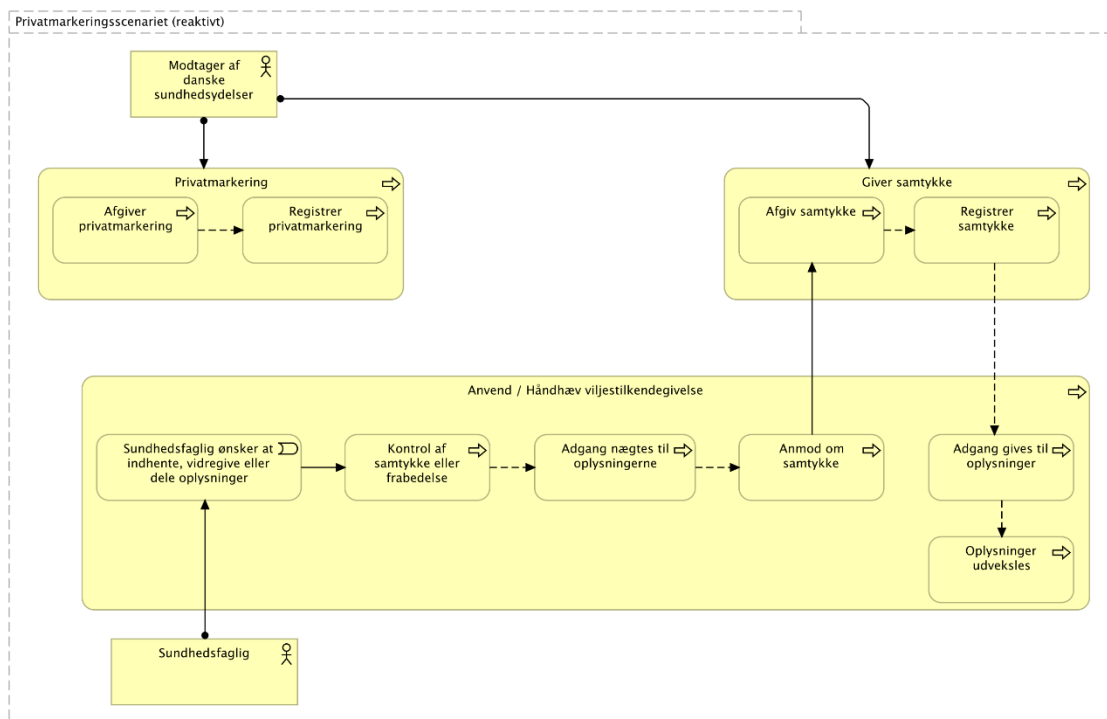 Privatmarkeringsscenariet (reaktivt)
Modtager af
danske
sundhedsydelser
Privatmarkering
Afgiver
privatmarkering
Registrer
privatmarkering
Giver samtykke
Afgiv samtykke
Registrer
samtykke
Anvend / Håndhæv viljestilkendegivelse
Sundhedsfaglig ønsker at
indhente, vidregive eller
dele oplysninger
Kontrol af
samtykke eller
frabedelse
Adgang nægtes til
oplysningerne
Anmod om
samtykke
Adgang gives til
oplysninger
Oplysninger
udveksles
Sundhedsfaglig